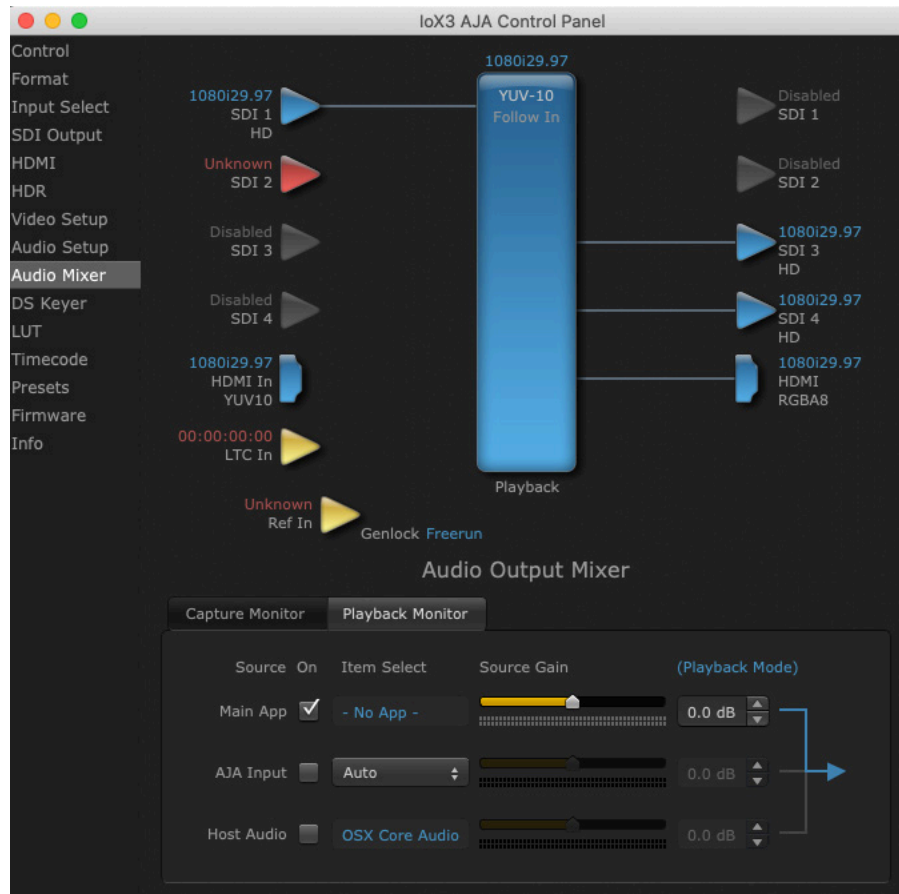 IoX3 AJA Control Panel
Control
Format
Input Select
SDI Output
HDMI
HDR
Video Setup
Audio Setup
Audio Mixer
DS Keyer
LUT
Timecode
Presets
Firmware
Info
1080i29.97
SDI 1
HD
Unknown
SDI 2
Disabled
SDI 3
Disabled
SDI 4
1080i29.97
HDMI In
YUV10
00:00:00:00
LTC In
Unknown
Ref In
Genlock Freerun
1080i29.97
YUV-10
Follow In
Playback
Disabled
SDI 1
Disabled
SDI 2
1080i29.97
SDI 3
HD
1080i29.97
SDI 4
HD
1080i29.97
HDMI
RGBA8
Audio Output Mixer
Capture Monitor Playback Monitor
Source On Item Select Source Gain (Playback Mode)
Main App - No App - 0.0 dB
AJA Input Auto 0.0 dB
Host Audio OSX Core Audio 0.0 dB